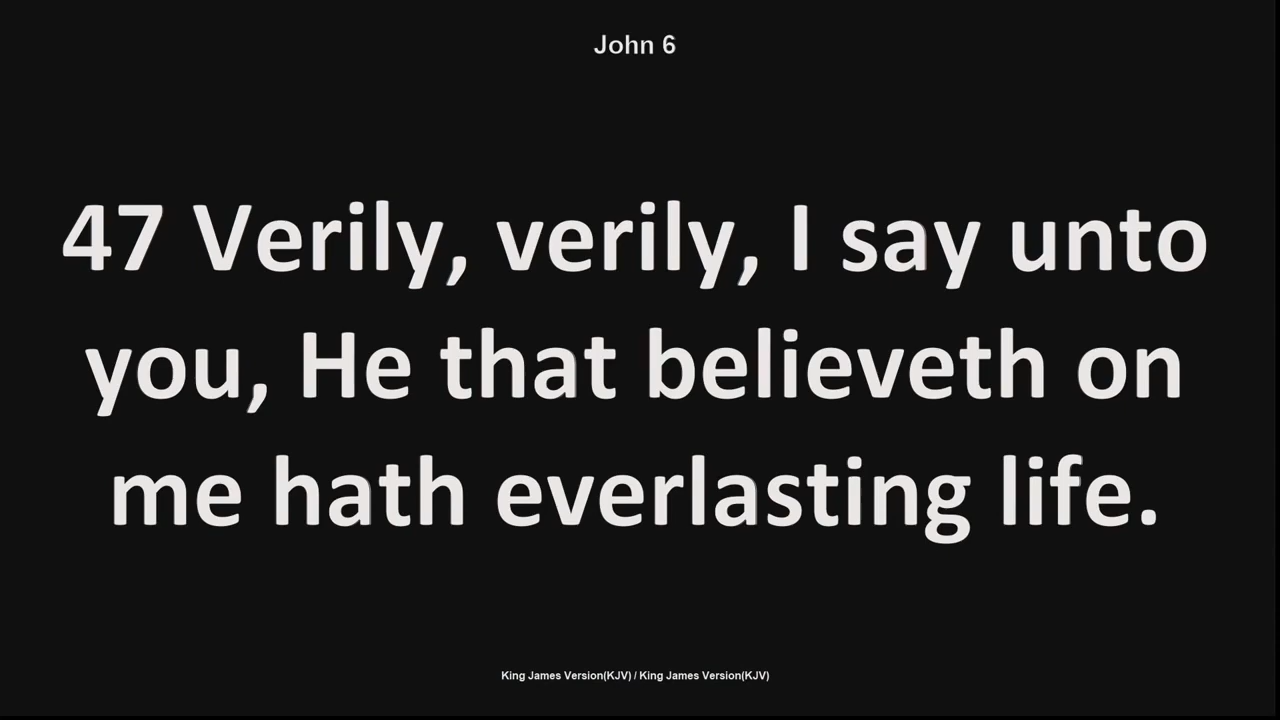 John 6
47 Verily, verily, I say unto
you, He that believeth on
me hath everlasting life.
King James Version(KJV) / King James Version(KJV)